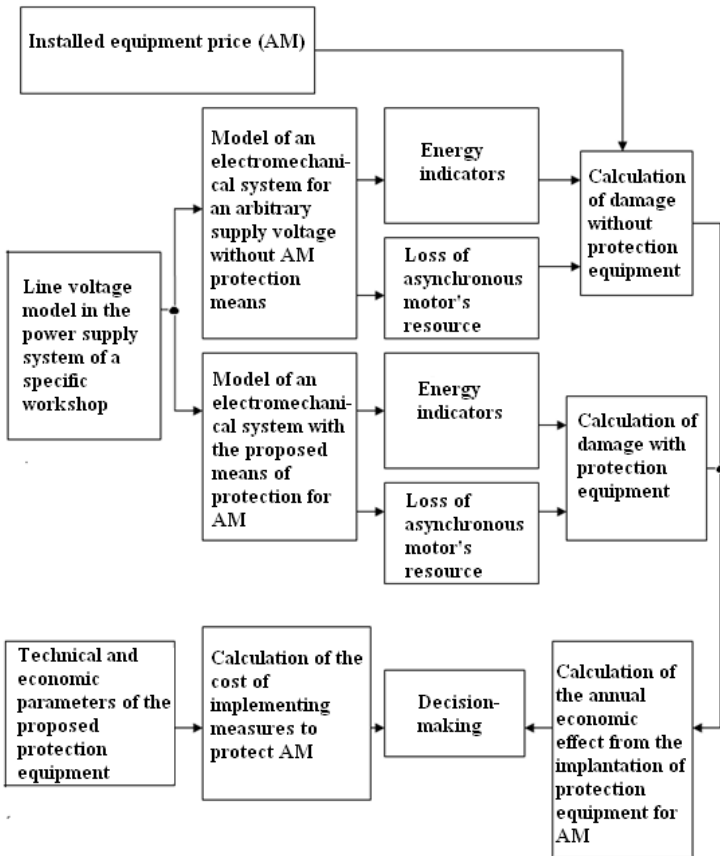 Installed equipment price (AM)
Model of an
electromechani-
cal system for
an arbitrary
supply voltage
without AM
protection
means
Energy
indicators
Calculation
of damage
without
protection
equipment
Loss of
asynchronous
motor's
resource
Line voltage
model in the
power supply
system of a
specific
workshop
Model of an
electromechani-
cal system with
the proposed
means of
protection for
AM
Energy
indicators
Calculation of
damage with
protection
equipment
Loss of
asynchronous
motor's
resource
Technical and
economic
parameters of the
proposed
protection
equipment
Calculation of the
cost of
implementing
measures to
protect AM
Decision-
making
Calculation of
the annual
economic
effect from the
implantation of
protection
equipment for
AM